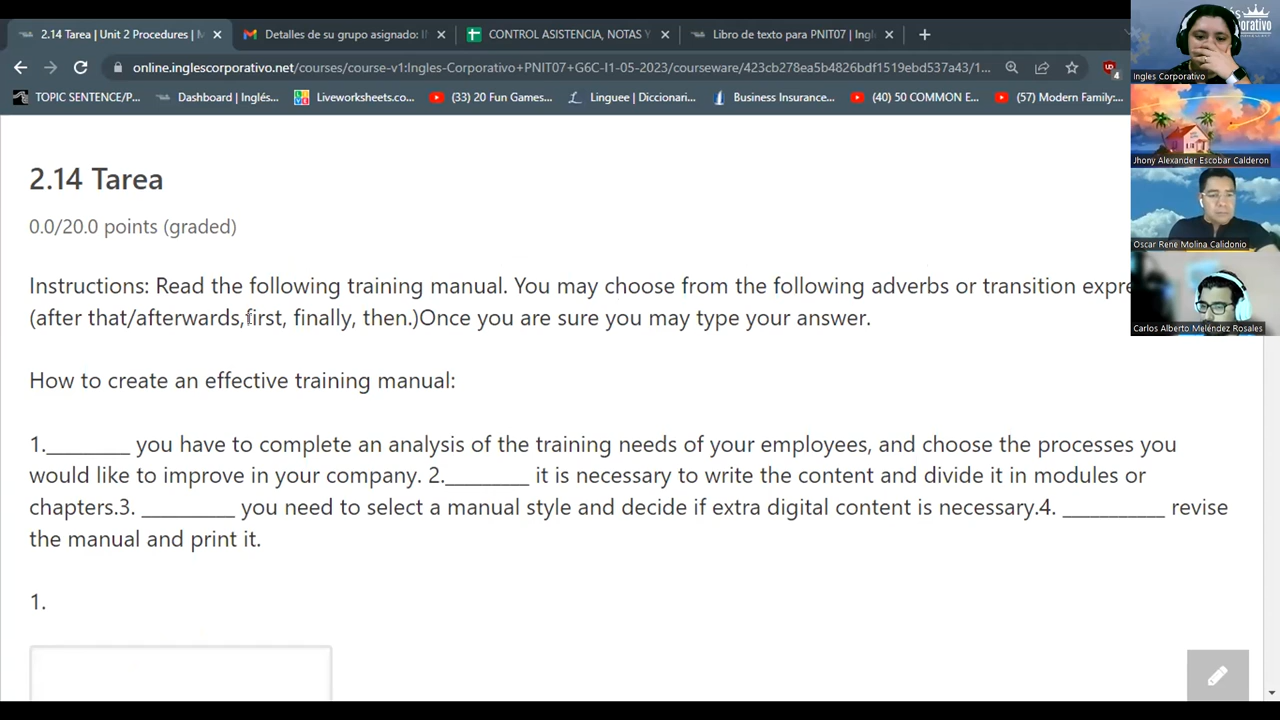 2.14 Tarea | Unit 2 Procedures | M
Detalles de su grupo asignado: I
CONTROL ASISTENCIA, NOTAS Y
Libro de texto para PNIT07 | Ingl
online.inglescorporativo.net/courses/course-v1:Ingles-Corporativo+PNIT07+G6C-I1-05-2023/courseware/423cb278ea5b4826bdf1519ebd537a43/1...
TOPIC SENTENCE/P...
Dashboard | Inglés...
Liveworksheets.co...
(33) 20 Fun Games...
Linguee | Diccionari...
Business Insurance...
(40) 50 COMMON E...
(57) Modern Family:...
Ingles Corporativo
Jhony Alexander Escobar Calderon
Oscar Rene Molina Calidonio
Carlos Alberto Meléndez Rosales
2.14 Tarea
0.0/20.0 points (graded)
Instructions: Read the following training manual. You may choose from the following adverbs or transition expre
(after that/afterwards,first, finally, then.)Once you are sure you may type your answer.
How to create an effective training manual:
1.________ you have to complete an analysis of the training needs of your employees, and choose the processes you
would like to improve in your company. 2.________ it is necessary to write the content and divide it in modules or
chapters.3. _________ you need to select a manual style and decide if extra digital content is necessary.4. __________ revise
the manual and print it.
1.